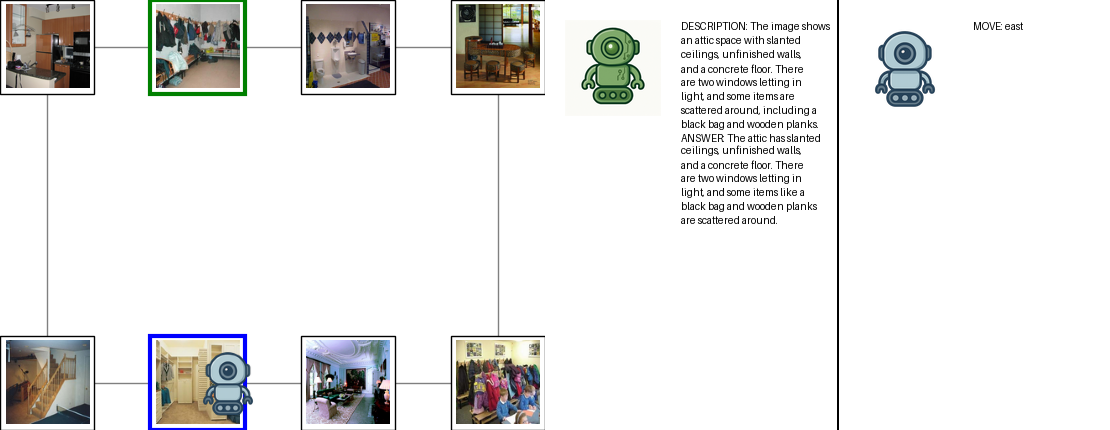 DESCRIPTION: The image shows
an attic space with slanted
ceilings, unfinished walls,
and a concrete floor. There
are two windows letting in
light, and some items are
scattered around, including a
black bag and wooden planks.
ANSWER: The attic has slanted
ceilings, unfinished walls,
and a concrete floor. There
are two windows letting in
light, and some items like a
black bag and wooden planks
are scattered around.
MOVE: east